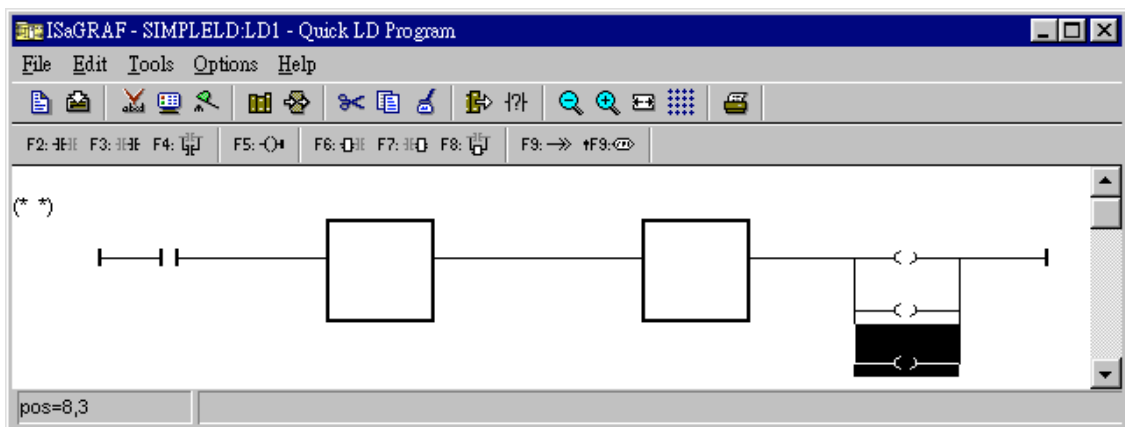 ISaGRAF - SIMPLELD:LD1 - Quick LD Program
File Edit Tools Options Help
F2: F3: F4: F5: F6: F7: F8: F9: F9:
(* *)
pos=8,3